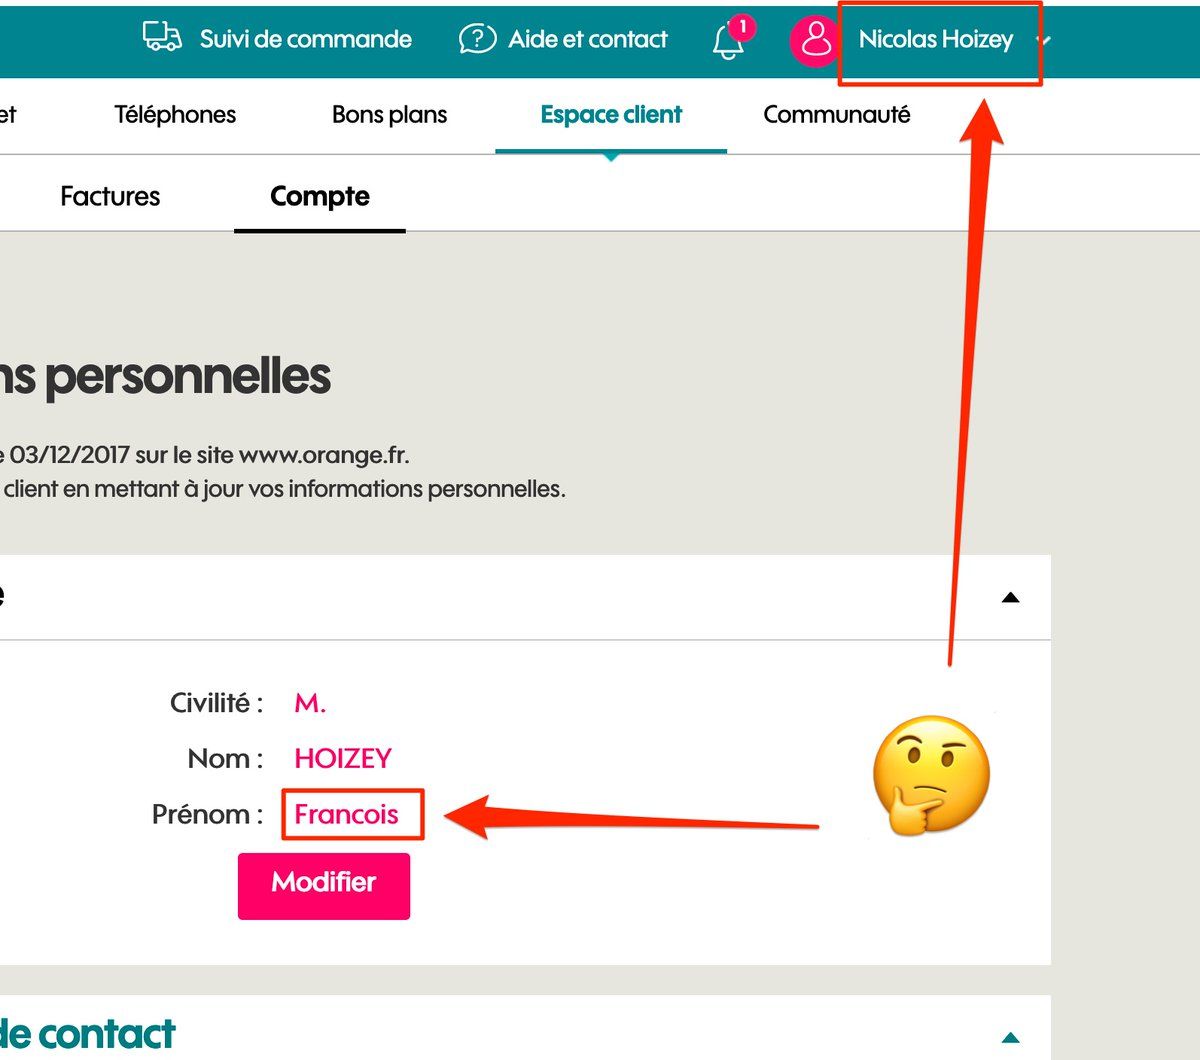 Suivi de commande Aide et contact 1 Nicolas Hoizey
et Téléphones Bons plans Espace client Communauté
Factures Compte
ns personnelles
e 03/12/2017 sur le site www.orange.fr.
client en mettant à jour vos informations personnelles.
e
Civilité : M.
Nom : HOIZEY
Prénom : Francois
Modifier
de contact